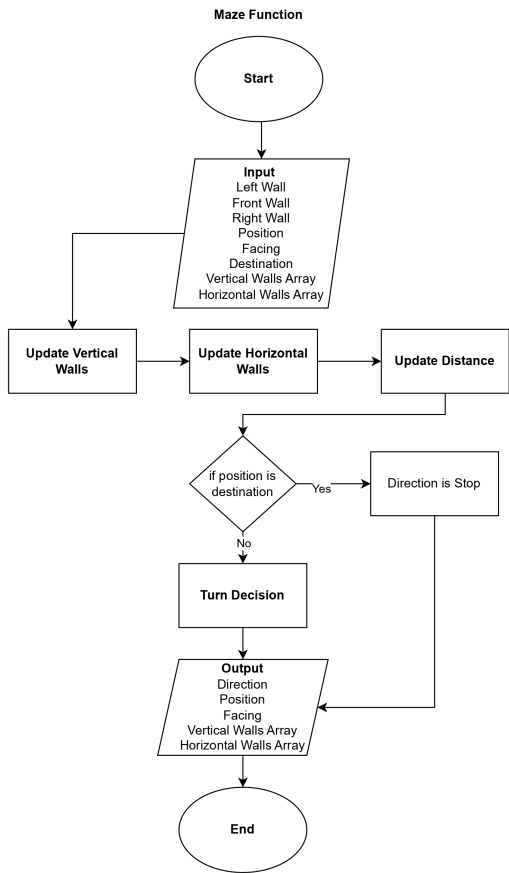 Maze Function
Start
Input
Left Wall
Front Wall
Right Wall
Position
Facing
Destination
Vertical Walls Array
Horizontal Walls Array
Update Vertical
Walls
Update Horizontal
Walls
Update Distance
if position is
destination
Yes
Direction is Stop
No
Turn Decision
Output
Direction
Position
Facing
Vertical Walls Array
Horizontal Walls Array
End